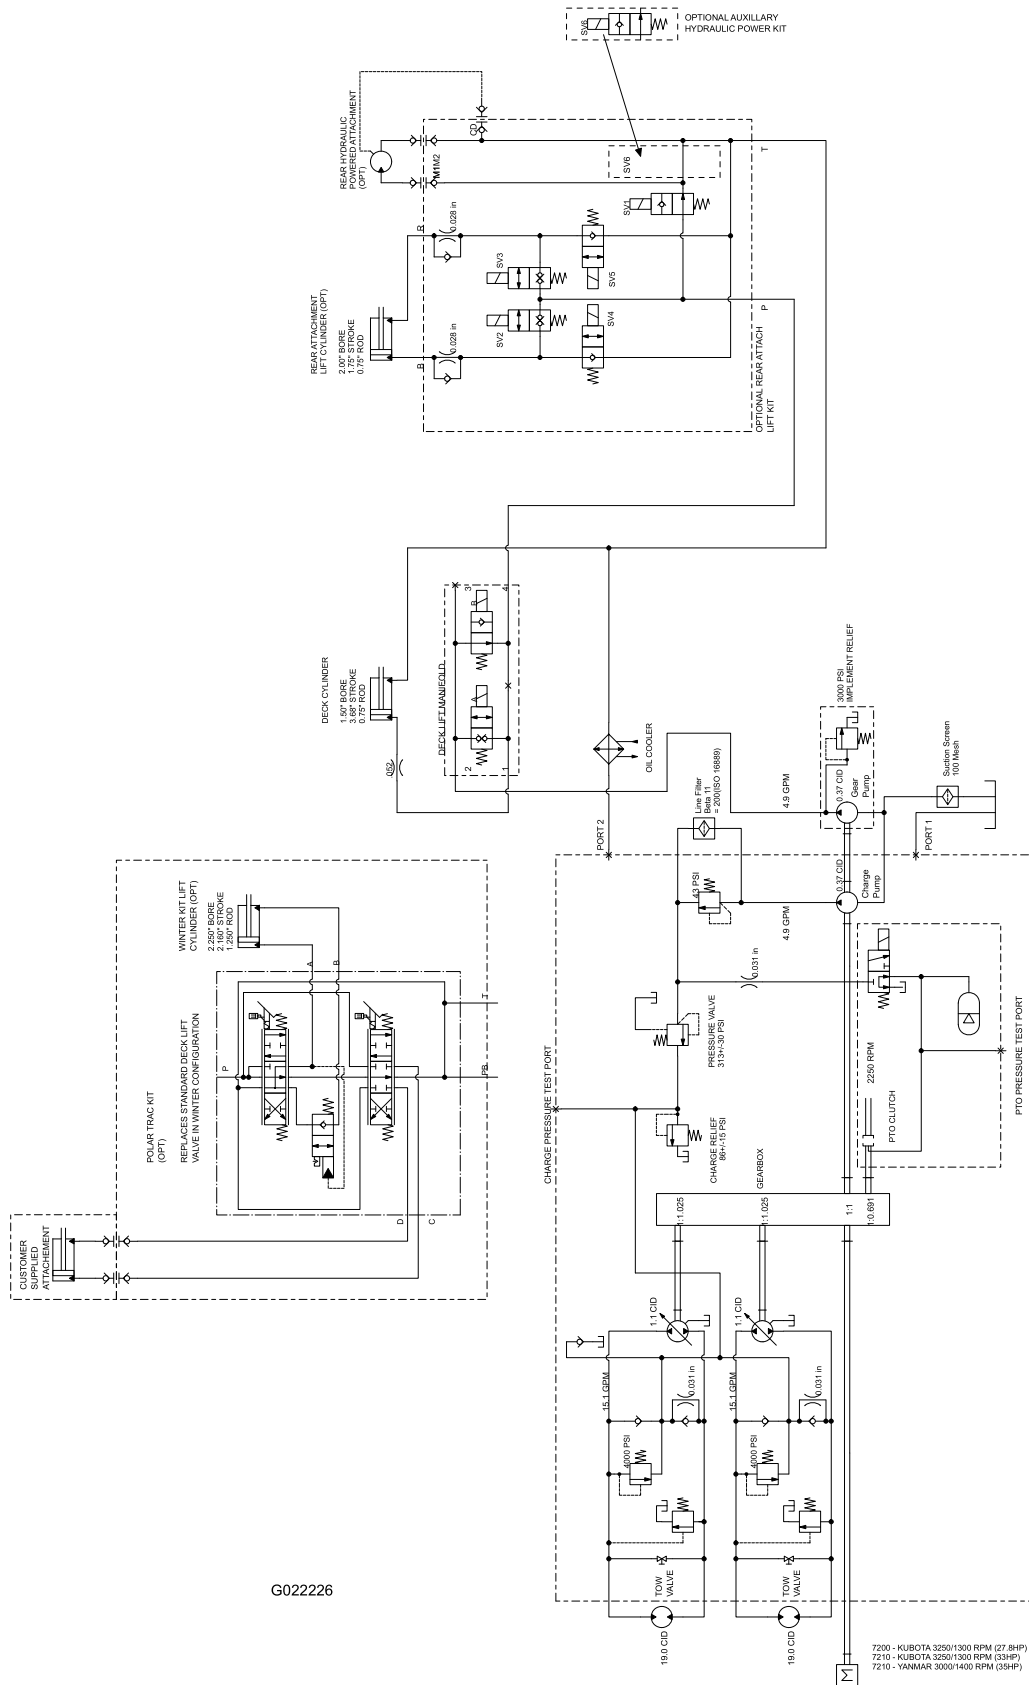 SV6
OPTIONAL AUXILLARY
HYDRAULIC POWER KIT
REAR HYDRAULIC
POWERED ATTACHMENT
(OPT)
CD
M1
M2
SV6
T
SV1
R
0.028 in
SV3
SV5
REAR ATTACHMENT
LIFT CYLINDER (OPT)
2.00" BORE
1.75" STROKE
0.75" ROD
B
0.028 in
SV2
SV4
P
OPTIONAL REAR ATTACH
LIFT KIT
DECK CYLINDER
1.50" BORE
3.68" STROKE
0.75" ROD
.052
DECK LIFT MANIFOLD
3
4
B
A
2
1
OIL COOLER
3000 PSI
IMPLEMENT RELIEF
0.37 CID
Gear
Pump
4.9 GPM
Suction Screen
100 Mesh
Line Filter
Beta 11
= 200(ISO 16889)
PORT 2
PORT 1
43 PSI
4.9 GPM
0.37 CID
Charge
Pump
WINTER KIT LIFT
CYLINDER (OPT)
2.250" BORE
2.160" STROKE
1.250" ROD
A
B
P
T
PB
D
C
POLAR TRAC KIT
(OPT)
REPLACES STANDARD DECK LIFT
VALVE IN WINTER CONFIGURATION
CUSTOMER
SUPPLIED
ATTACHEMENT
CHARGE PRESSURE TEST PORT
PRESSURE VALVE
313+/-30 PSI
0.031 in
CHARGE RELIEF
86+/-15 PSI
GEARBOX
PTO CLUTCH
2250 RPM
PTO PRESSURE TEST PORT
1:1.025
1:1.025
1:1
1:0.691
1.1 CID
1.1 CID
15.1 GPM
0.031 in
15.1 GPM
0.031 in
4000 PSI
4000 PSI
TOW
VALVE
TOW
VALVE
19.0 CID
19.0 CID
G022226
M
7200 - KUBOTA 3250/1300 RPM (27.8HP)
7210 - KUBOTA 3250/1300 RPM (33HP)
7210 - YANMAR 3000/1400 RPM (35HP)